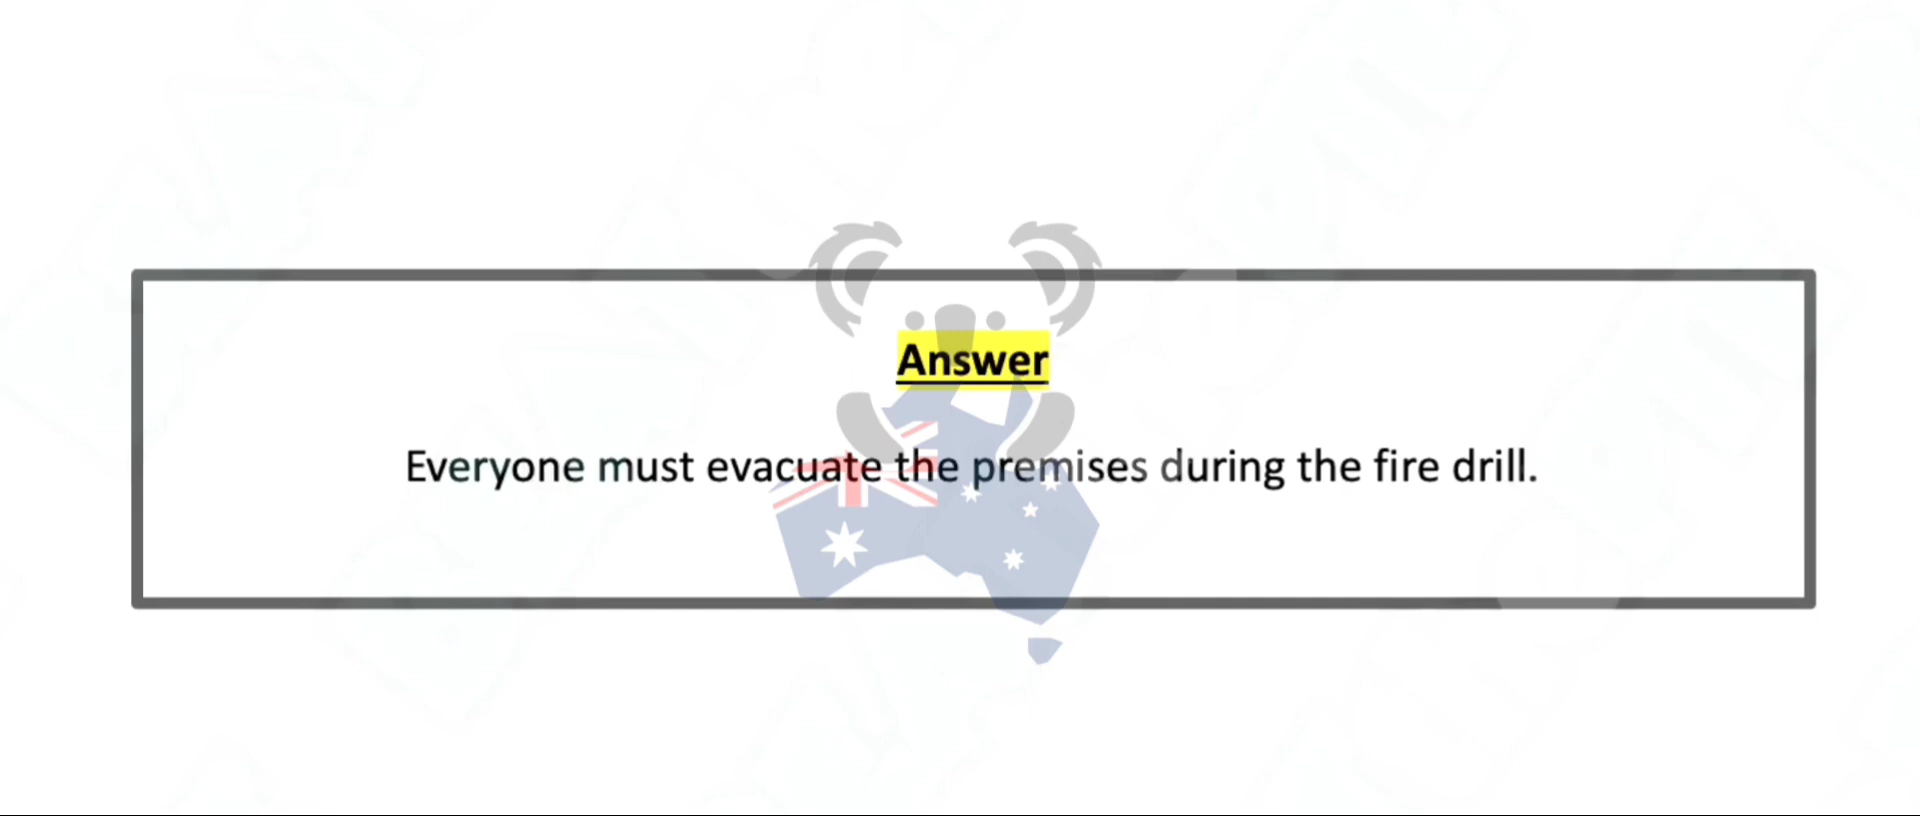 Answer
Everyone must evacuate the premises during the fire drill.